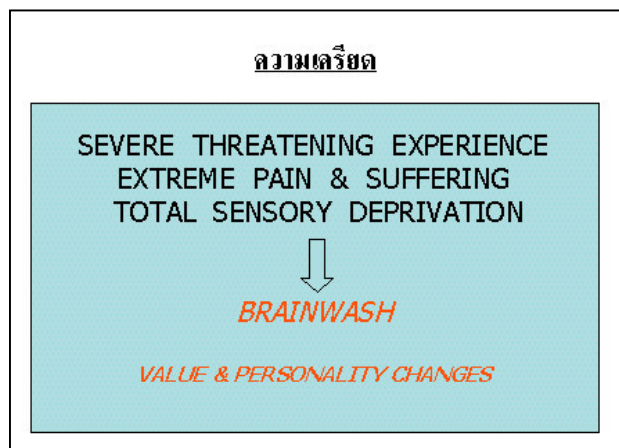 ความเครียด
SEVERE THREATENING EXPERIENCE
EXTREME PAIN & SUFFERING
TOTAL SENSORY DEPRIVATION
BRAINWASH
VALUE & PERSONALITY CHANGES